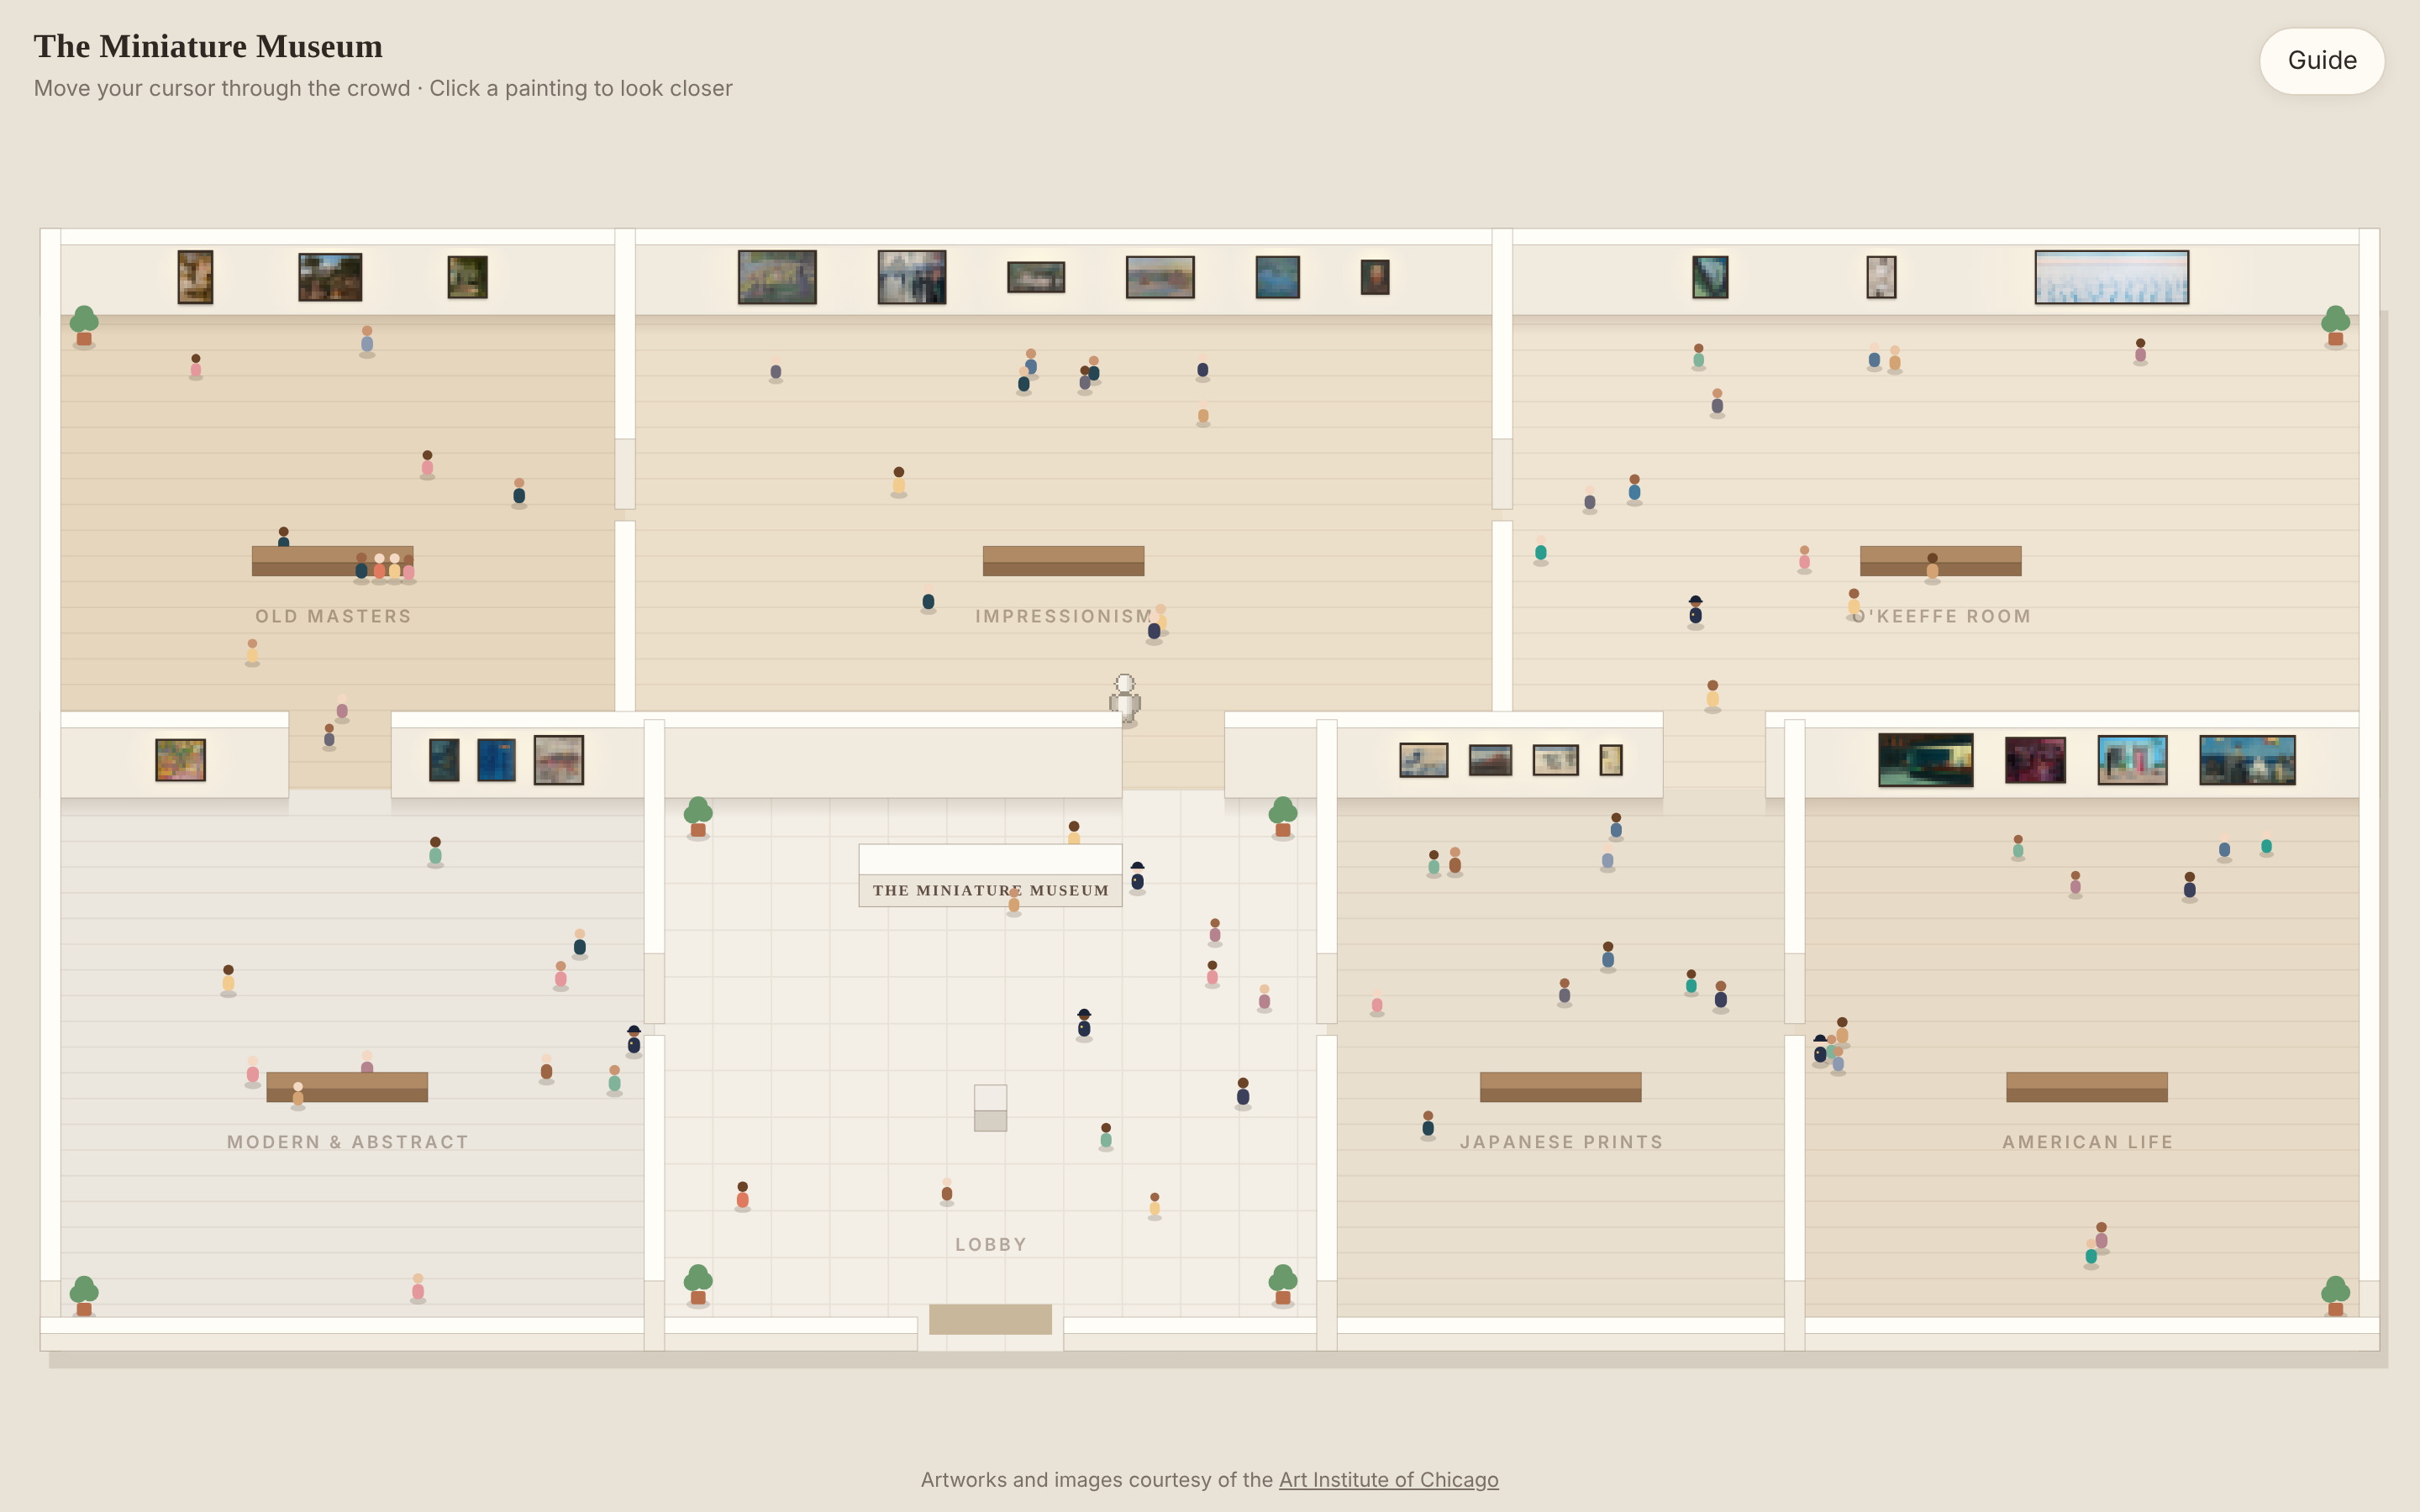 The Miniature Museum
Move your cursor through the crowd · Click a painting to look closer
Guide
OLD MASTERS
IMPRESSIONISM
O'KEEFFE ROOM
THE MINIATURE MUSEUM
MODERN & ABSTRACT
JAPANESE PRINTS
AMERICAN LIFE
LOBBY
Artworks and images courtesy of the Art Institute of Chicago